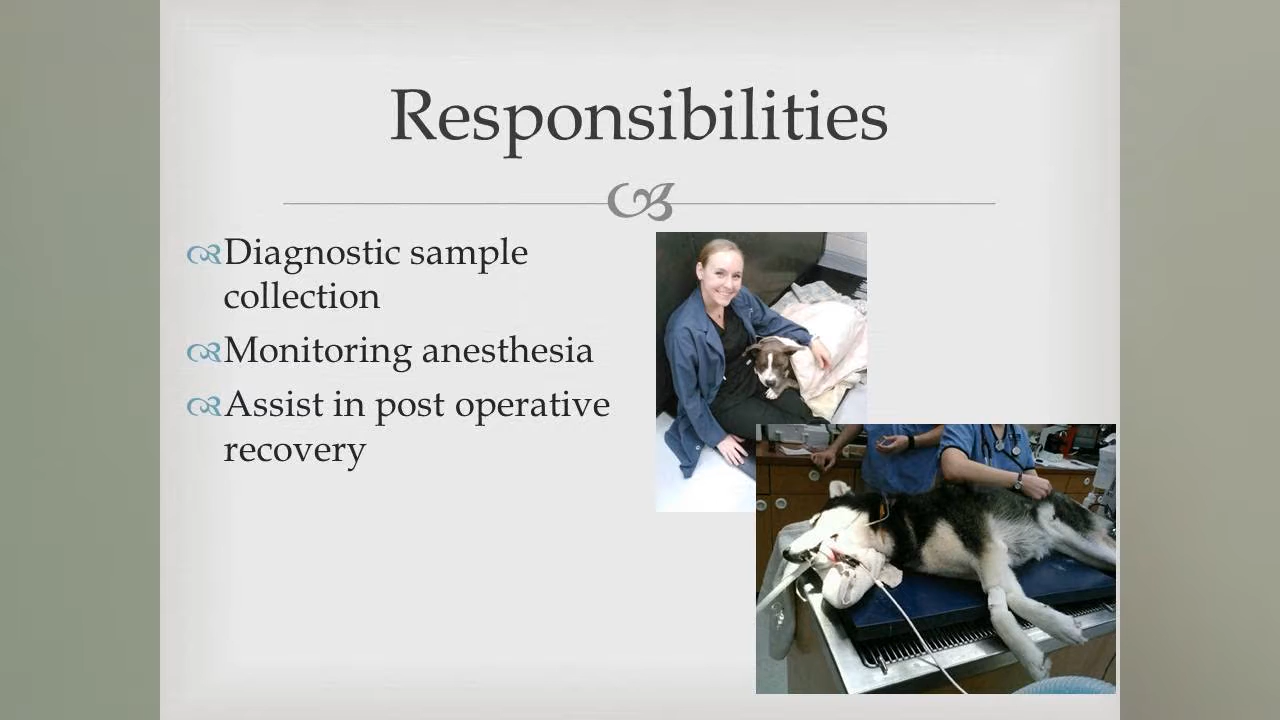 Responsibilities
Diagnostic sample
collection
Monitoring anesthesia
Assist in post operative
recovery